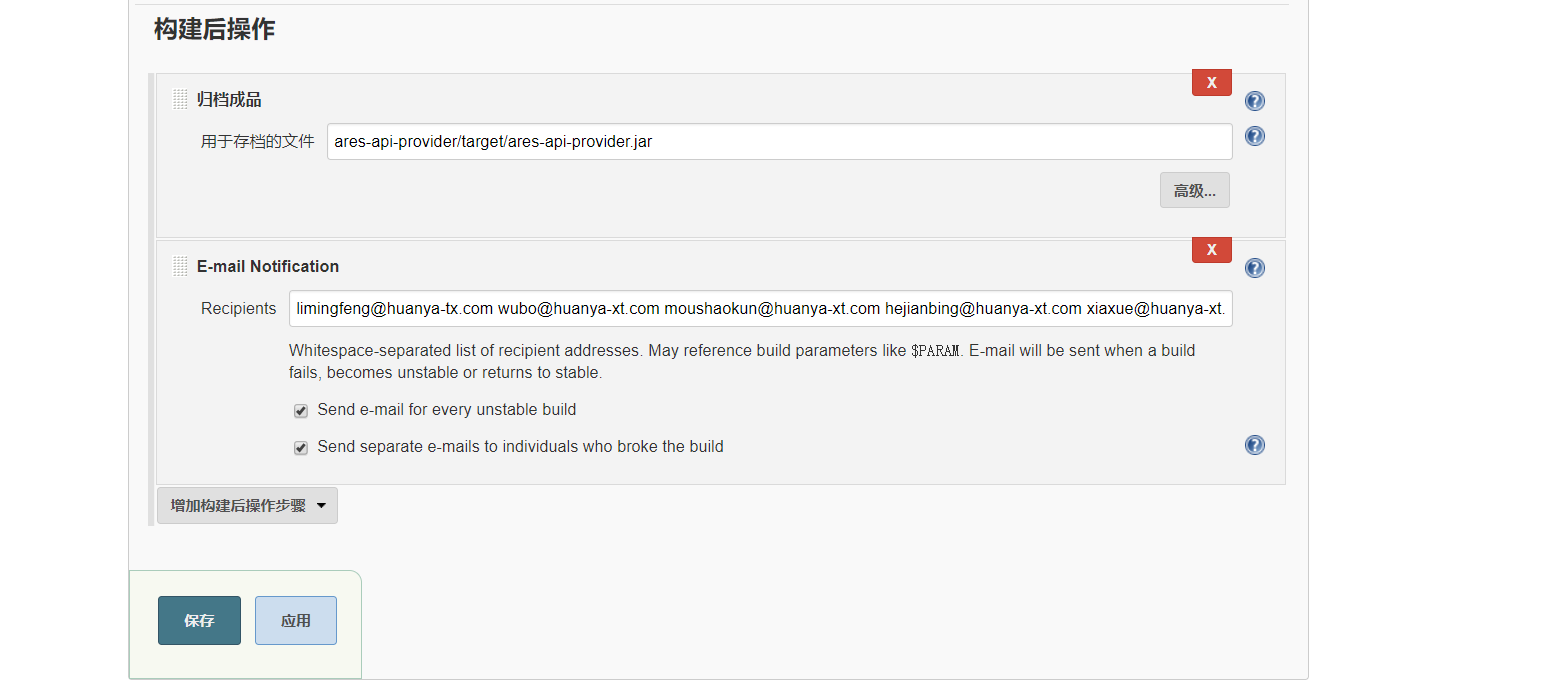 构建后操作
X
归档成品
用于存档的文件 ares-api-provider/target/ares-api-provider.jar
高级...
X
E-mail Notification
Recipients limingfeng@huanya-tx.com wubo@huanya-xt.com moushaokun@huanya-xt.com hejianbing@huanya-xt.com xiaxue@huanya-xt.
Whitespace-separated list of recipient addresses. May reference build parameters like $PARAM. E-mail will be sent when a build
fails, becomes unstable or returns to stable.
Send e-mail for every unstable build
Send separate e-mails to individuals who broke the build
增加构建后操作步骤
保存 应用